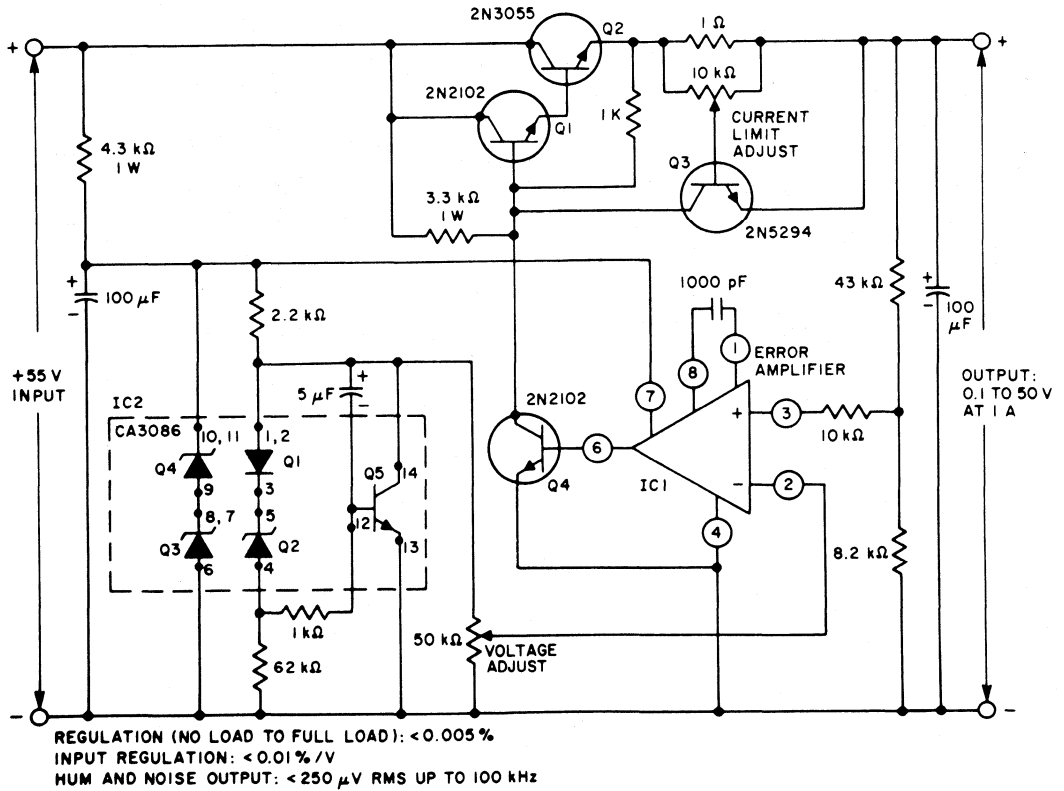 2N3055
Q2
1 Ω
+
+
10 kΩ
2N2102
Q1
1 K
CURRENT
LIMIT
ADJUST
4.3 kΩ
1 W
Q3
3.3 kΩ
1 W
2N5294
1000 pF
+
100 µF
-
43 kΩ
+
100
µF
-
2.2 kΩ
1
ERROR
AMPLIFIER
8
+55 V
INPUT
5 µF
+
-
7
OUTPUT:
0.1 TO 50 V
AT 1 A
IC2
2N2102
CA3086
10, 11
1, 2
+
3
10 kΩ
Q4
Q1
Q5
14
6
IC1
9
3
Q4
-
2
8, 7
5
12
4
Q3
Q2
13
8.2 kΩ
6
4
1 kΩ
50 kΩ
VOLTAGE
ADJUST
62 kΩ
-
-
REGULATION (NO LOAD TO FULL LOAD): <0.005 %
INPUT REGULATION: <0.01 %/V
HUM AND NOISE OUTPUT: <250 µV RMS UP TO 100 kHz